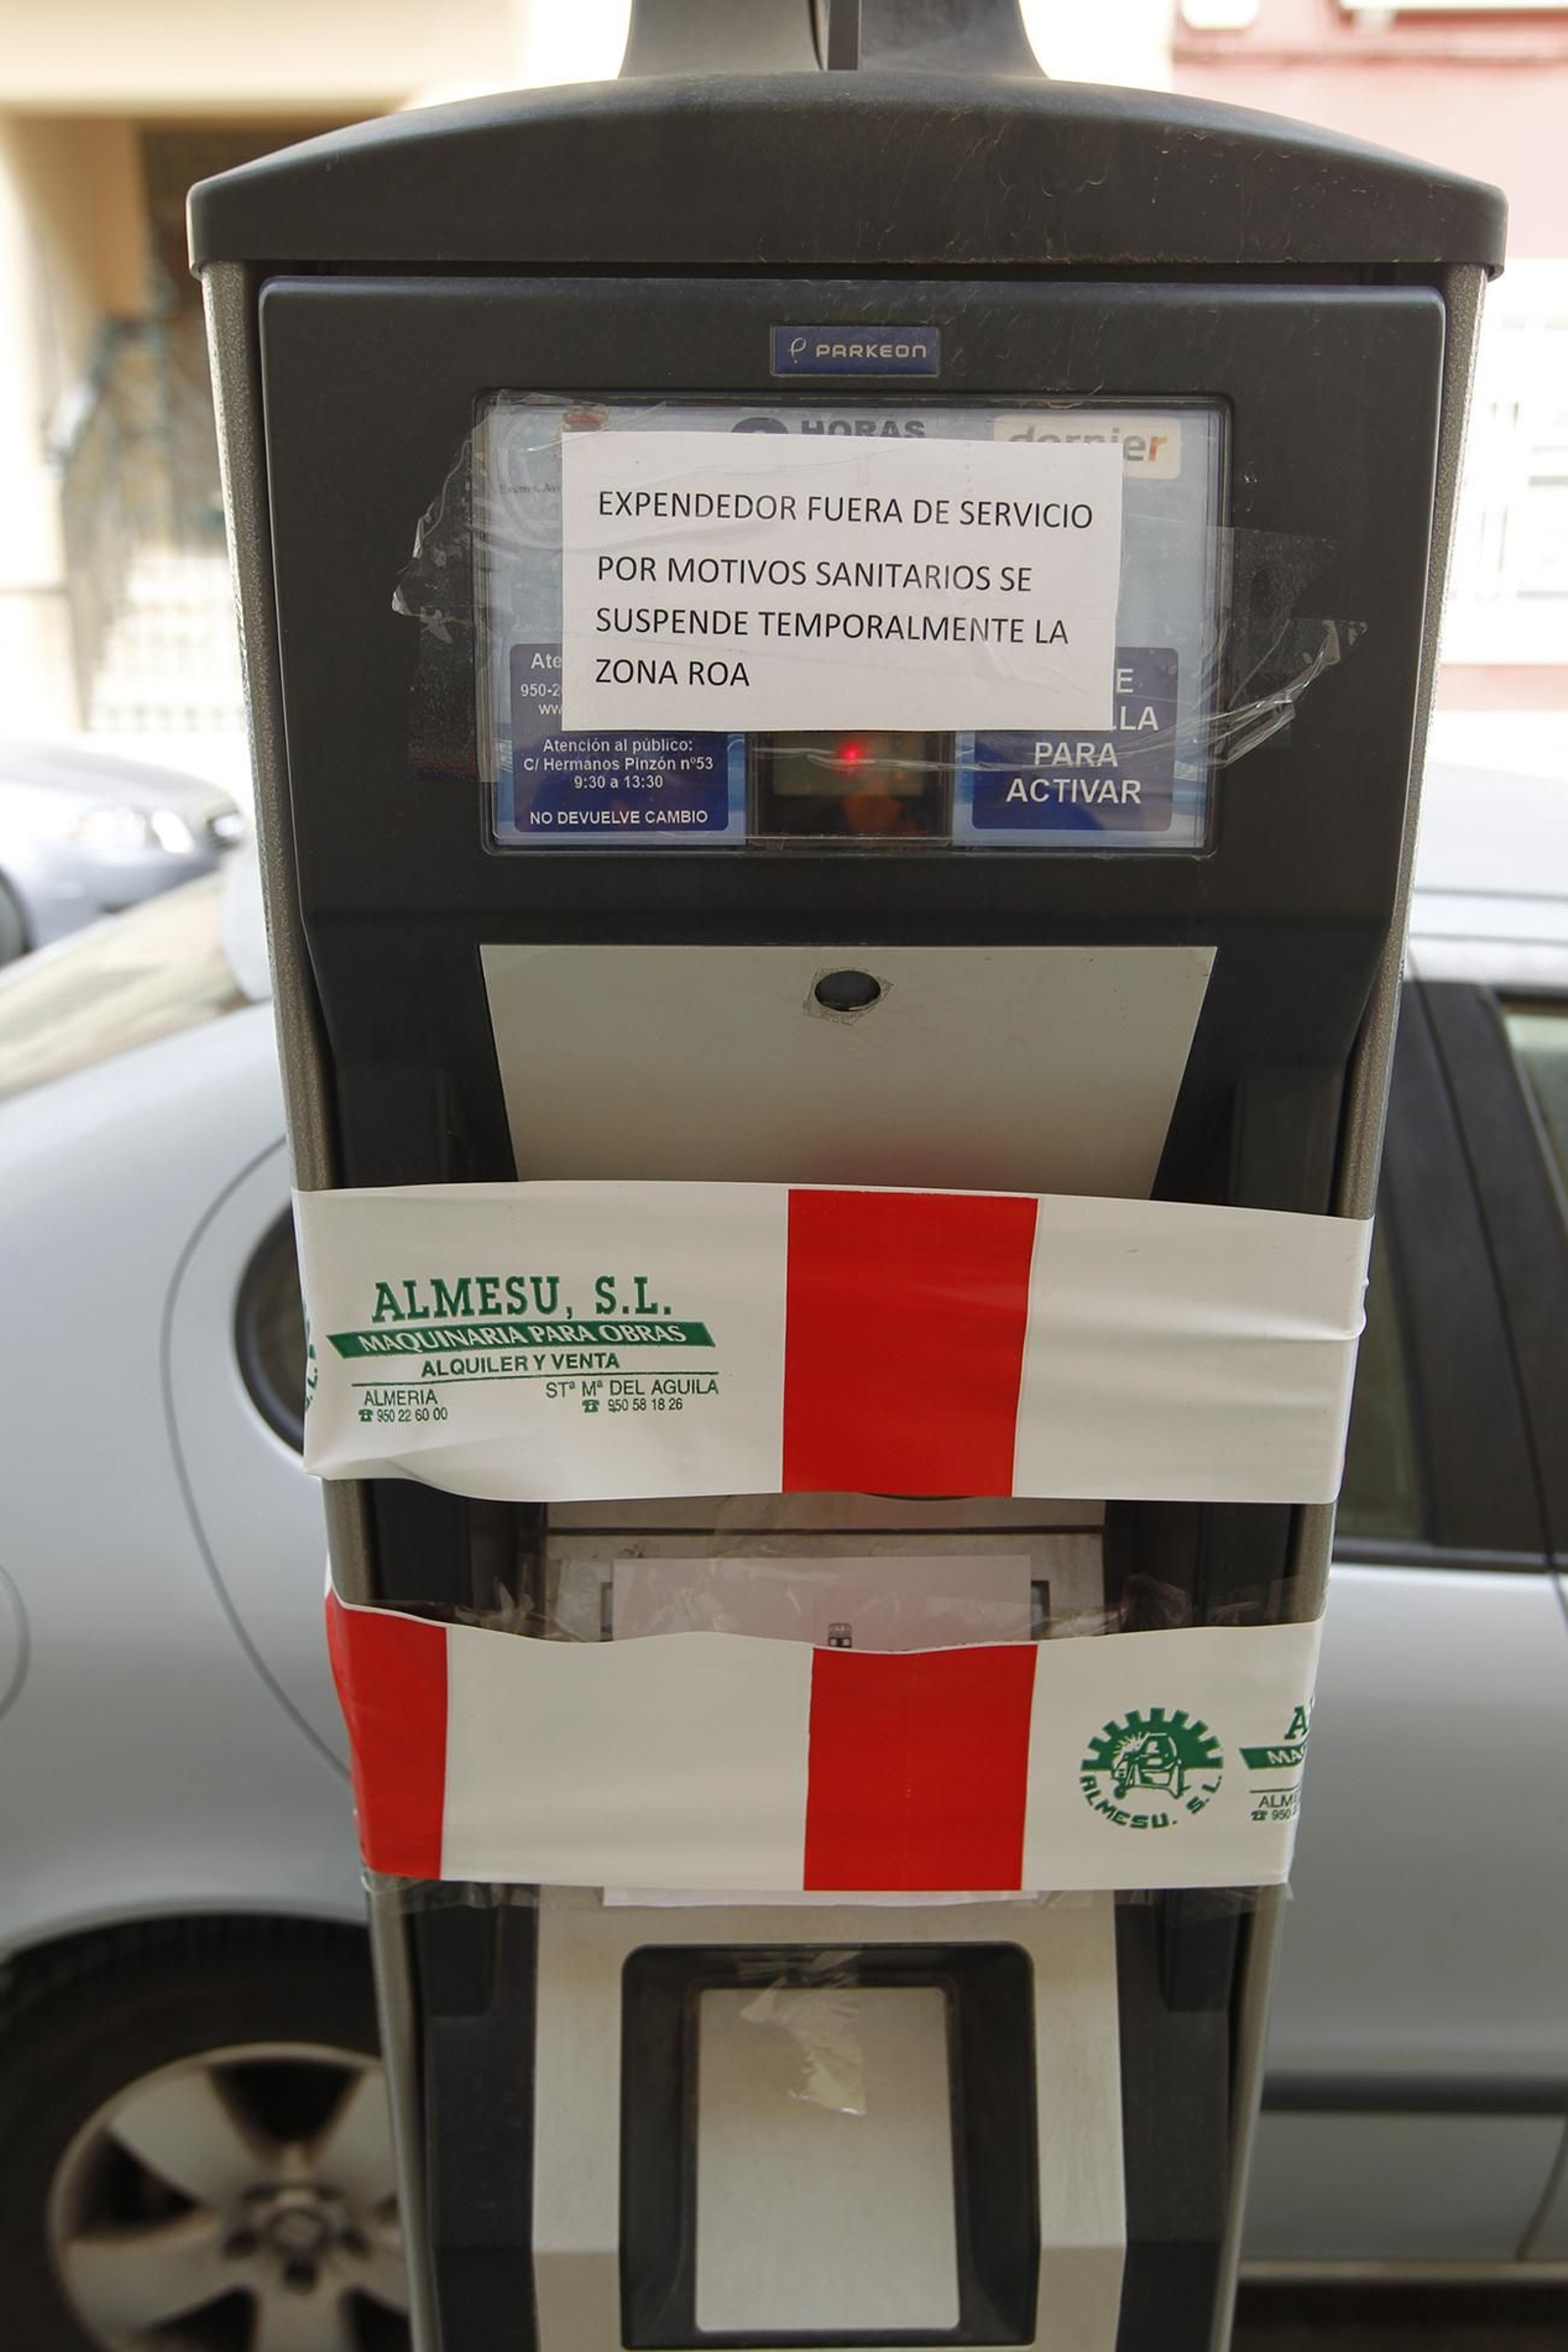 PARKEON
HORAS
dornier
EXPENDEDOR FUERA DE SERVICIO
POR MOTIVOS SANITARIOS SE
SUSPENDE TEMPORALMENTE LA
ZONA ROA
Atención al público:
C/ Hermanos Pinzón nº53
9:30 a 13:30
NO DEVUELVE CAMBIO
PARA
ACTIVAR
ALMESU, S.L.
MAQUINARIA PARA OBRAS
ALQUILER Y VENTA
ALMERIA
☎ 950 22 60 00
STª Mª DEL AGUILA
☎ 950 58 18 26
ALMESU. S.L.